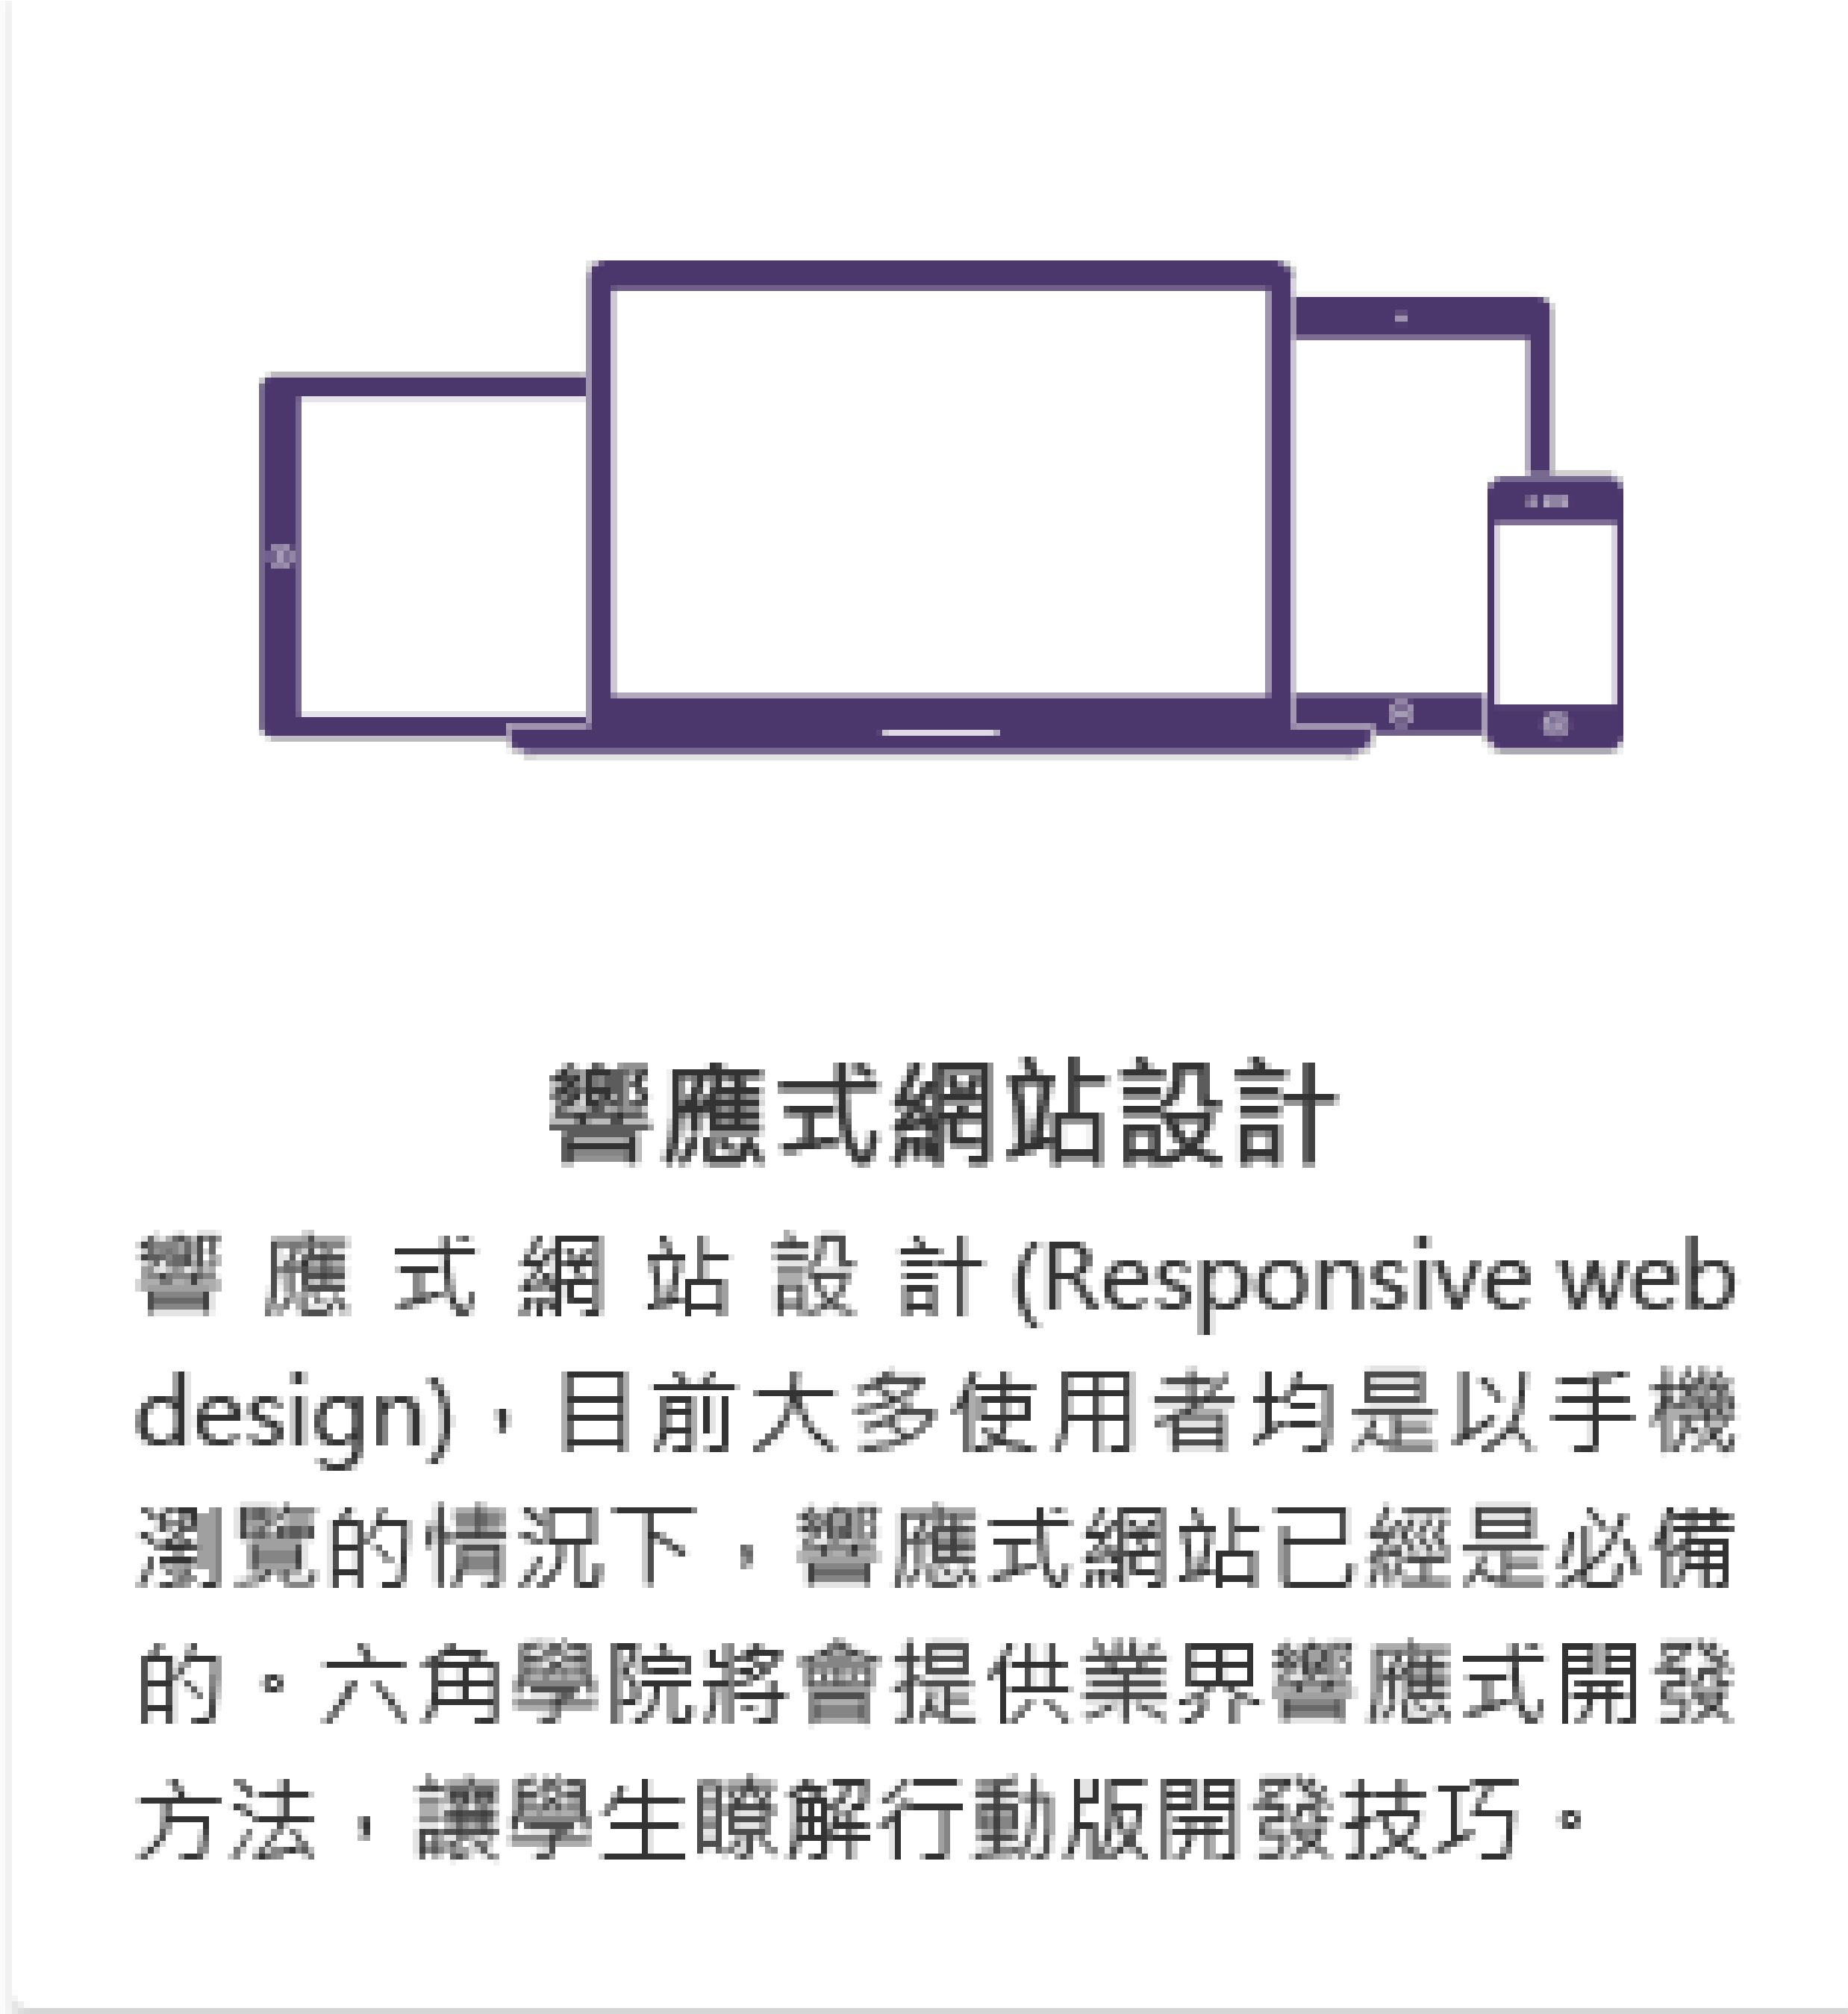 響應式網站設計
響應式網站設計(Responsive web
design)，目前大多使用者均是以手機
瀏覽的情況下，響應式網站已經是必備
的。六角學院將會提供業界響應式開發
方法，讓學生瞭解行動版開發技巧。